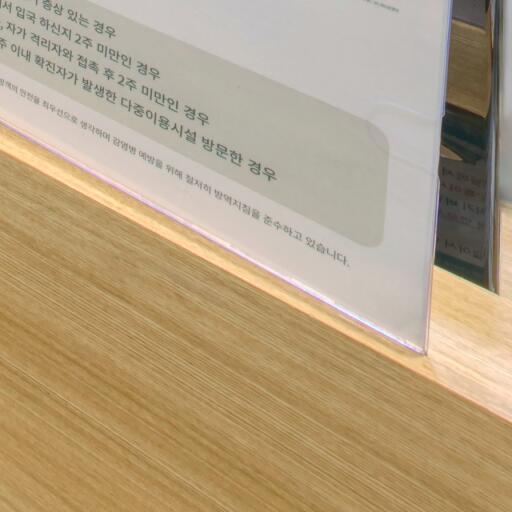 증상 있는 경우
서 입국 하신지 2주 미만인 경우
자가 격리자와 접촉 후 2주 미만인 경우
주 이내 확진자가 발생한 다중이용시설 방문한 경우
안전을 최우선으로 생각하며 감염병 예방을 위해 철저히 방역지침을 준수하고 있습니다.